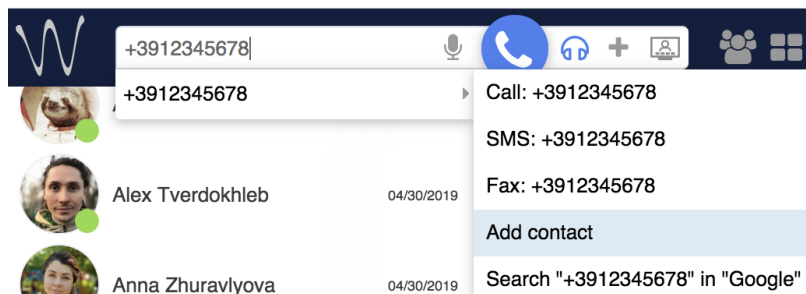 +3912345678
+3912345678
Call: +3912345678
SMS: +3912345678
Fax: +3912345678
Add contact
Search "+3912345678" in "Google"
Alex Tverdokhleb 04/30/2019
Anna Zhuravlyova 04/30/2019